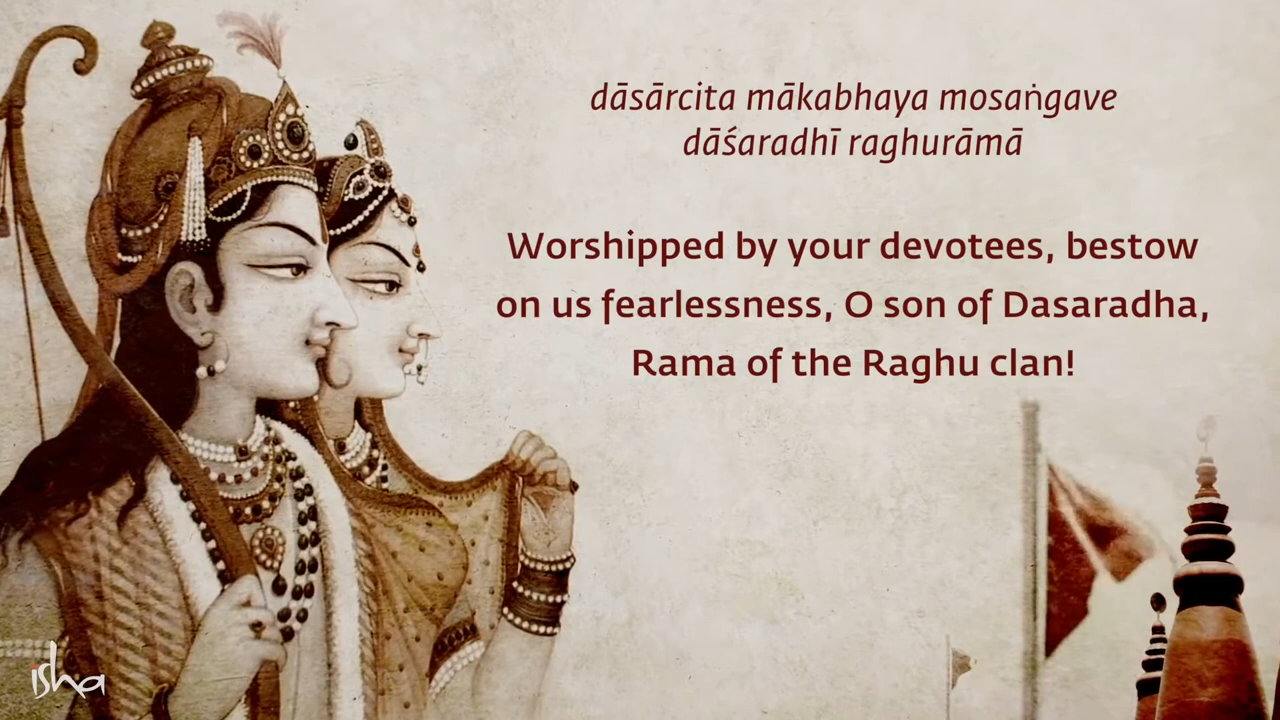 dāsārcita mākabhaya mosaṅgave
dāśaradhī raghurāmā
Worshipped by your devotees, bestow
on us fearlessness, O son of Dasaradha,
Rama of the Raghu clan!
isha